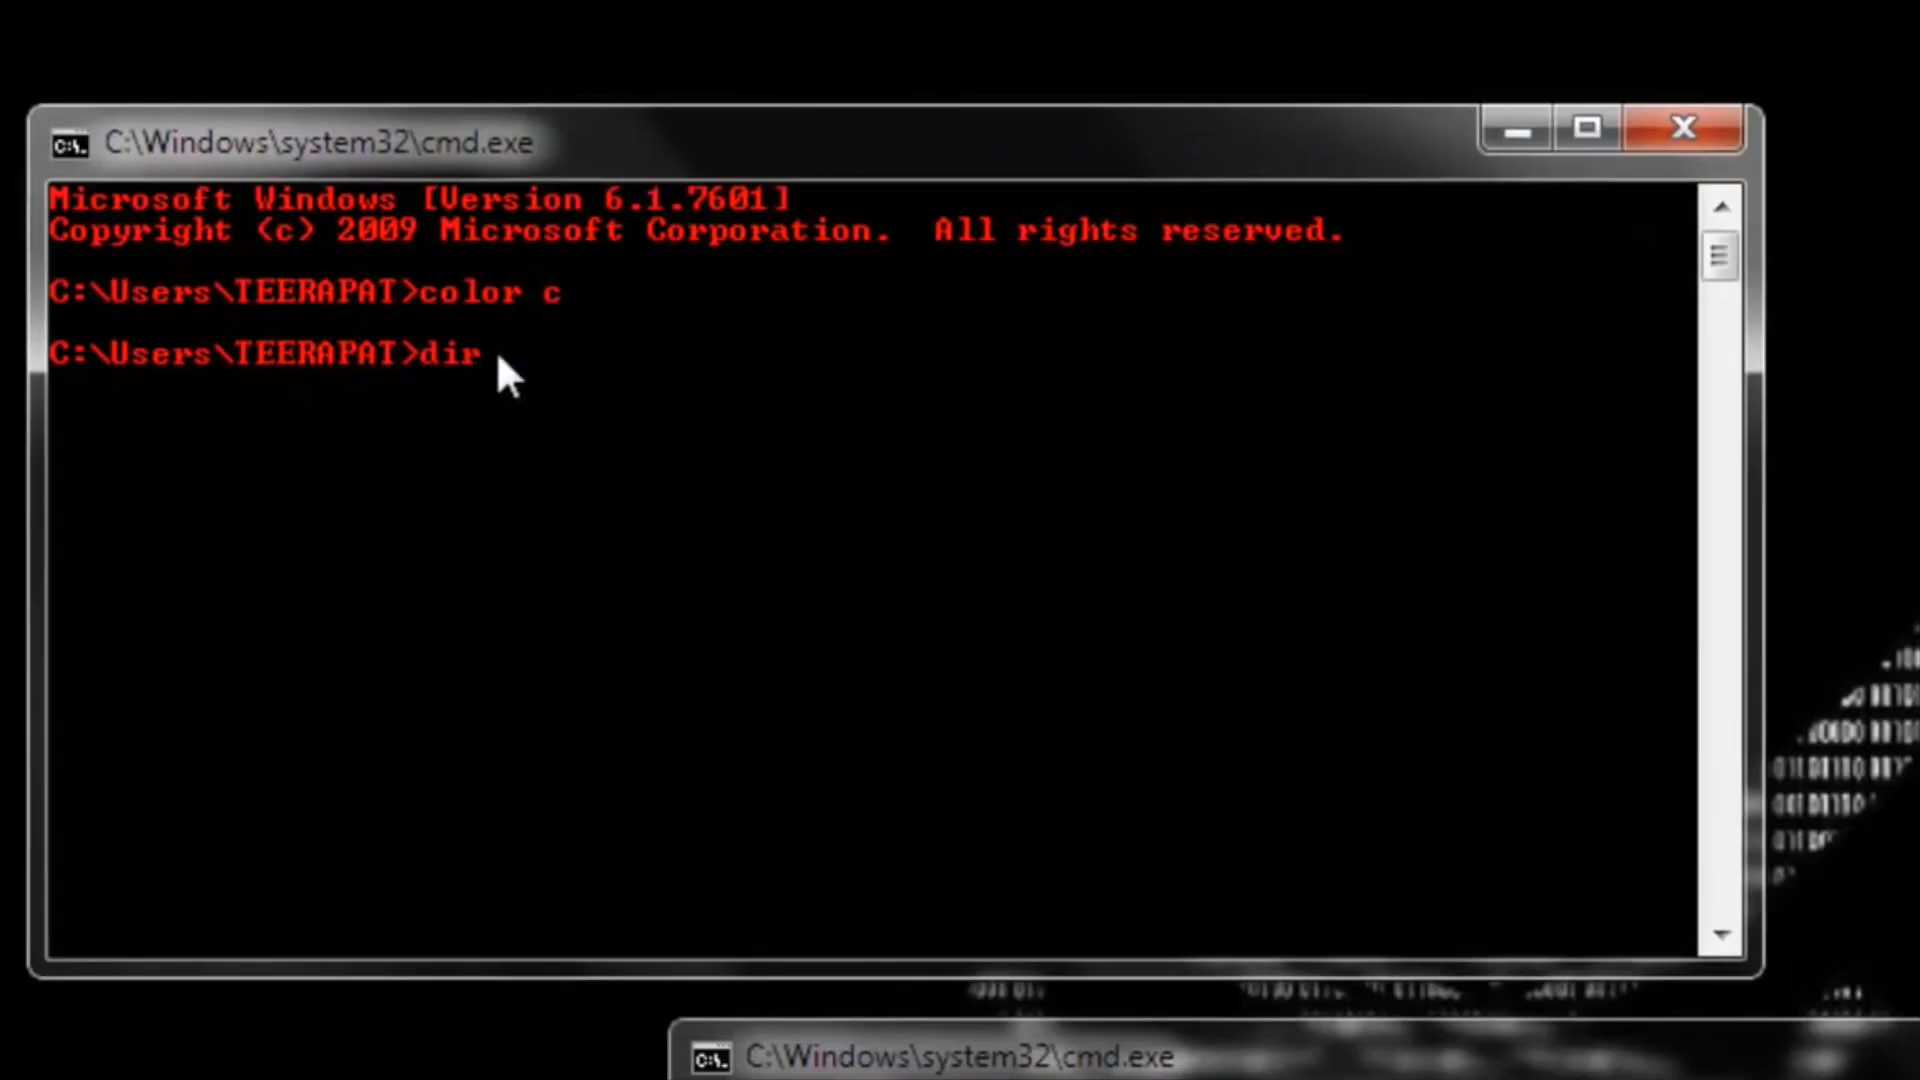 C:\Windows\system32\cmd.exe
Microsoft Windows [Version 6.1.7601]
Copyright (c) 2009 Microsoft Corporation.  All rights reserved.
C:\Users\TEERAPAT>color c
C:\Users\TEERAPAT>dir
C:\Windows\system32\cmd.exe